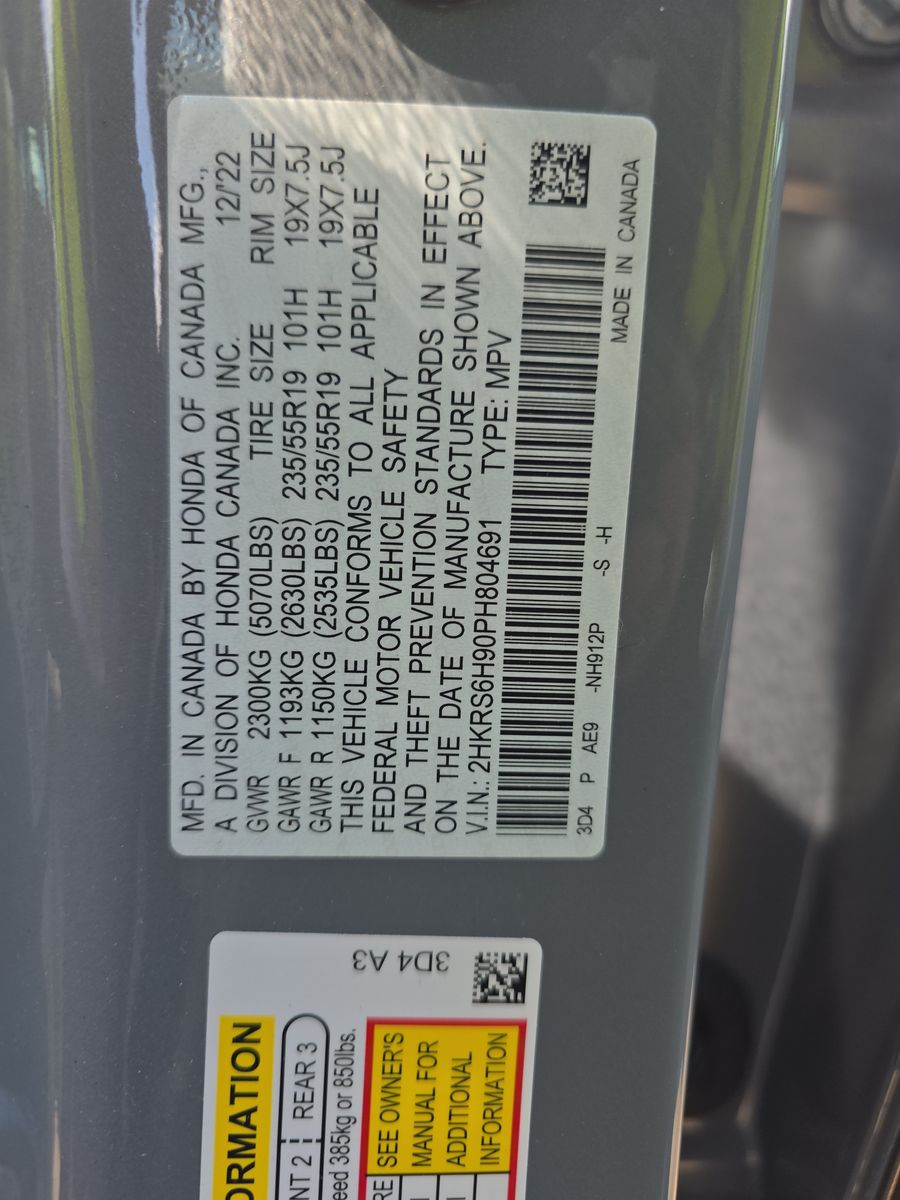 MFD. IN CANADA BY HONDA OF CANADA MFG.,
A DIVISION OF HONDA CANADA INC. 12/'22
GVWR 2300KG (5070LBS) TIRE SIZE RIM SIZE
GAWR F 1193KG (2630LBS) 235/55R19 101H 19X7.5J
GAWR R 1150KG (2535LBS) 235/55R19 101H 19X7.5J
THIS VEHICLE CONFORMS TO ALL APPLICABLE
FEDERAL MOTOR VEHICLE SAFETY
AND THEFT PREVENTION STANDARDS IN EFFECT
ON THE DATE OF MANUFACTURE SHOWN ABOVE.
V.I.N.: 2HKRS6H90PH804691 TYPE: MPV
3D4 P AE9 -NH912P -S -H
MADE IN CANADA
ORMATION
NT 2 REAR 3
eed 385kg or 850lbs.
3D4 A3
RE
SEE OWNER'S
MANUAL FOR
ADDITIONAL
INFORMATION